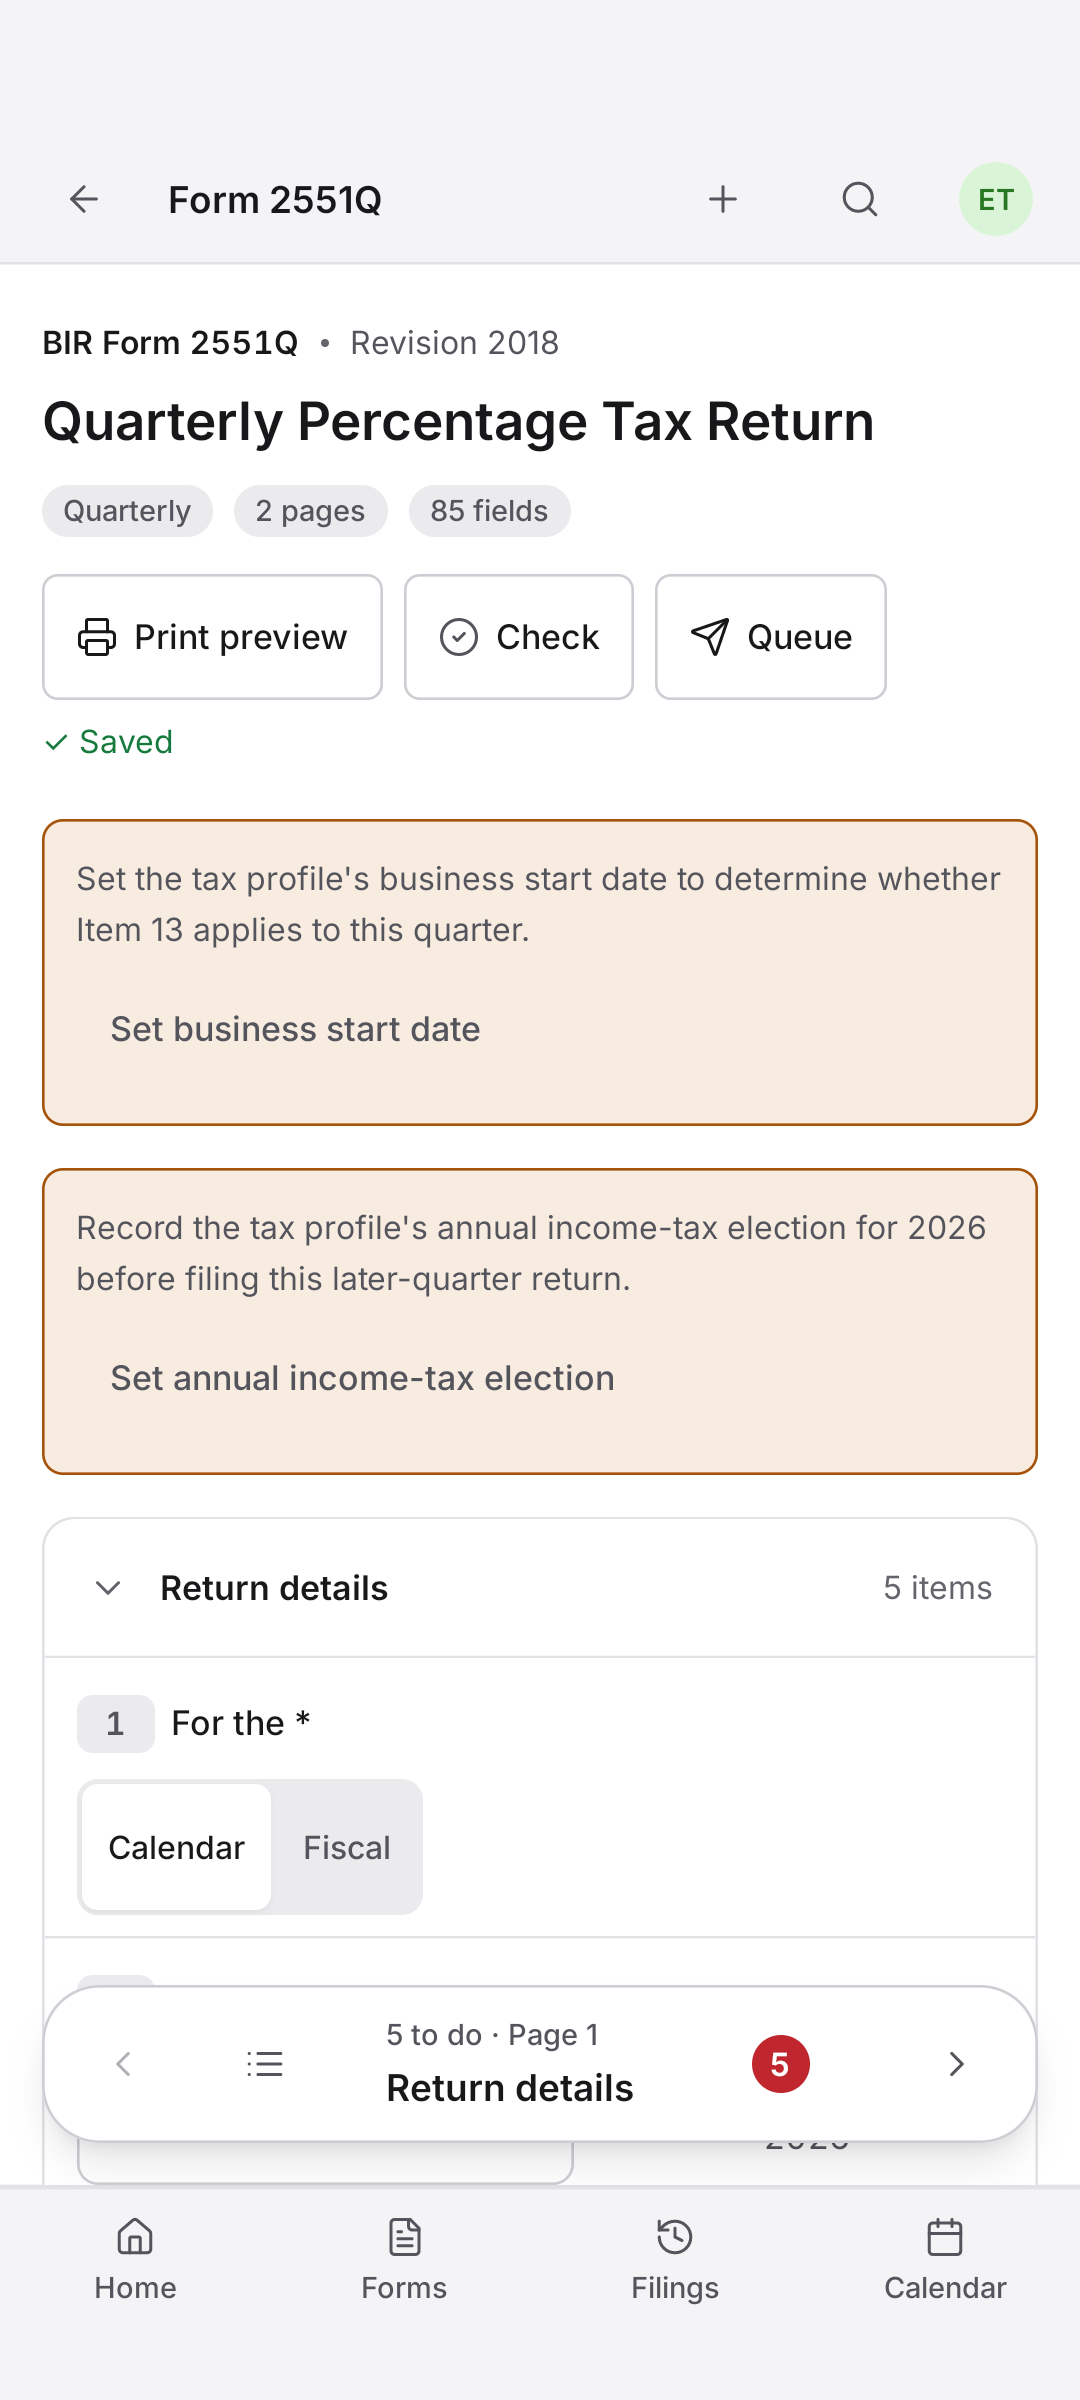 Form 2551Q
ET
BIR Form 2551Q • Revision 2018
Quarterly Percentage Tax Return
Quarterly
2 pages
85 fields
Print preview
Check
Queue
Saved
Set the tax profile's business start date to determine whether
Item 13 applies to this quarter.
Set business start date
Record the tax profile's annual income-tax election for 2026
before filing this later-quarter return.
Set annual income-tax election
Return details
5 items
1 For the *
Calendar
Fiscal
5 to do · Page 1
Return details
5
Home
Forms
Filings
Calendar